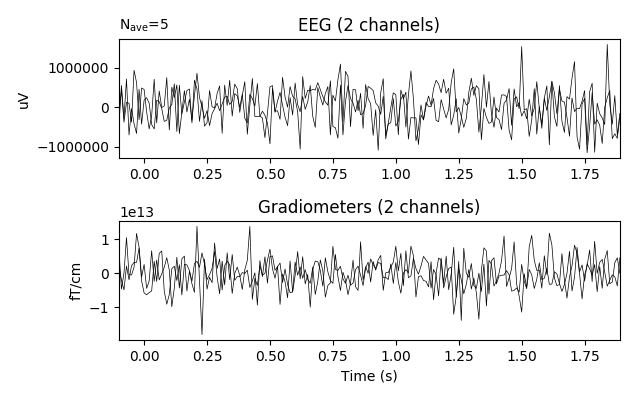 N_ave=5
EEG (2 channels)
1000000
0
−1000000
uV
0.00 0.25 0.50 0.75 1.00 1.25 1.50 1.75
1e13
Gradiometers (2 channels)
1
0
−1
fT/cm
0.00 0.25 0.50 0.75 1.00 1.25 1.50 1.75
Time (s)